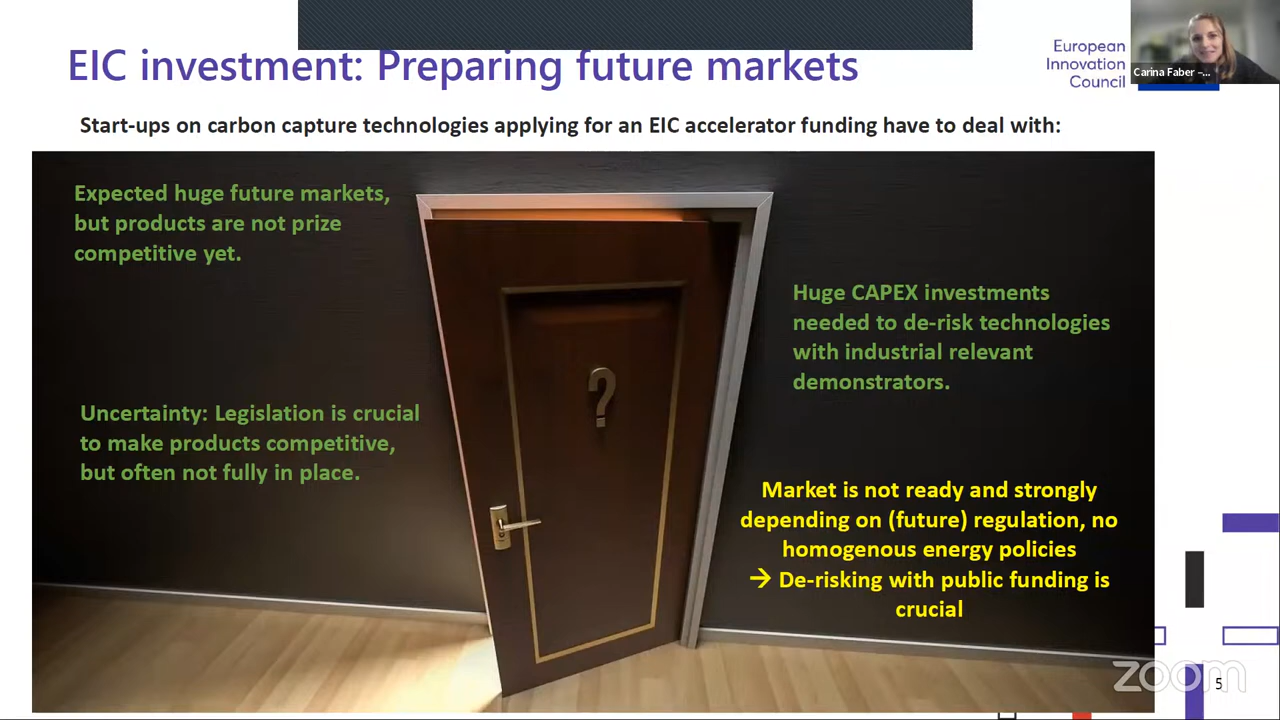 EIC investment: Preparing future markets
European
Innovation
Council
Carina Faber –...
Start-ups on carbon capture technologies applying for an EIC accelerator funding have to deal with:
Expected huge future markets,
but products are not prize
competitive yet.
Huge CAPEX investments
needed to de-risk technologies
with industrial relevant
demonstrators.
?
Uncertainty: Legislation is crucial
to make products competitive,
but often not fully in place.
Market is not ready and strongly
depending on (future) regulation, no
homogenous energy policies
→ De-risking with public funding is
crucial
zoom
5